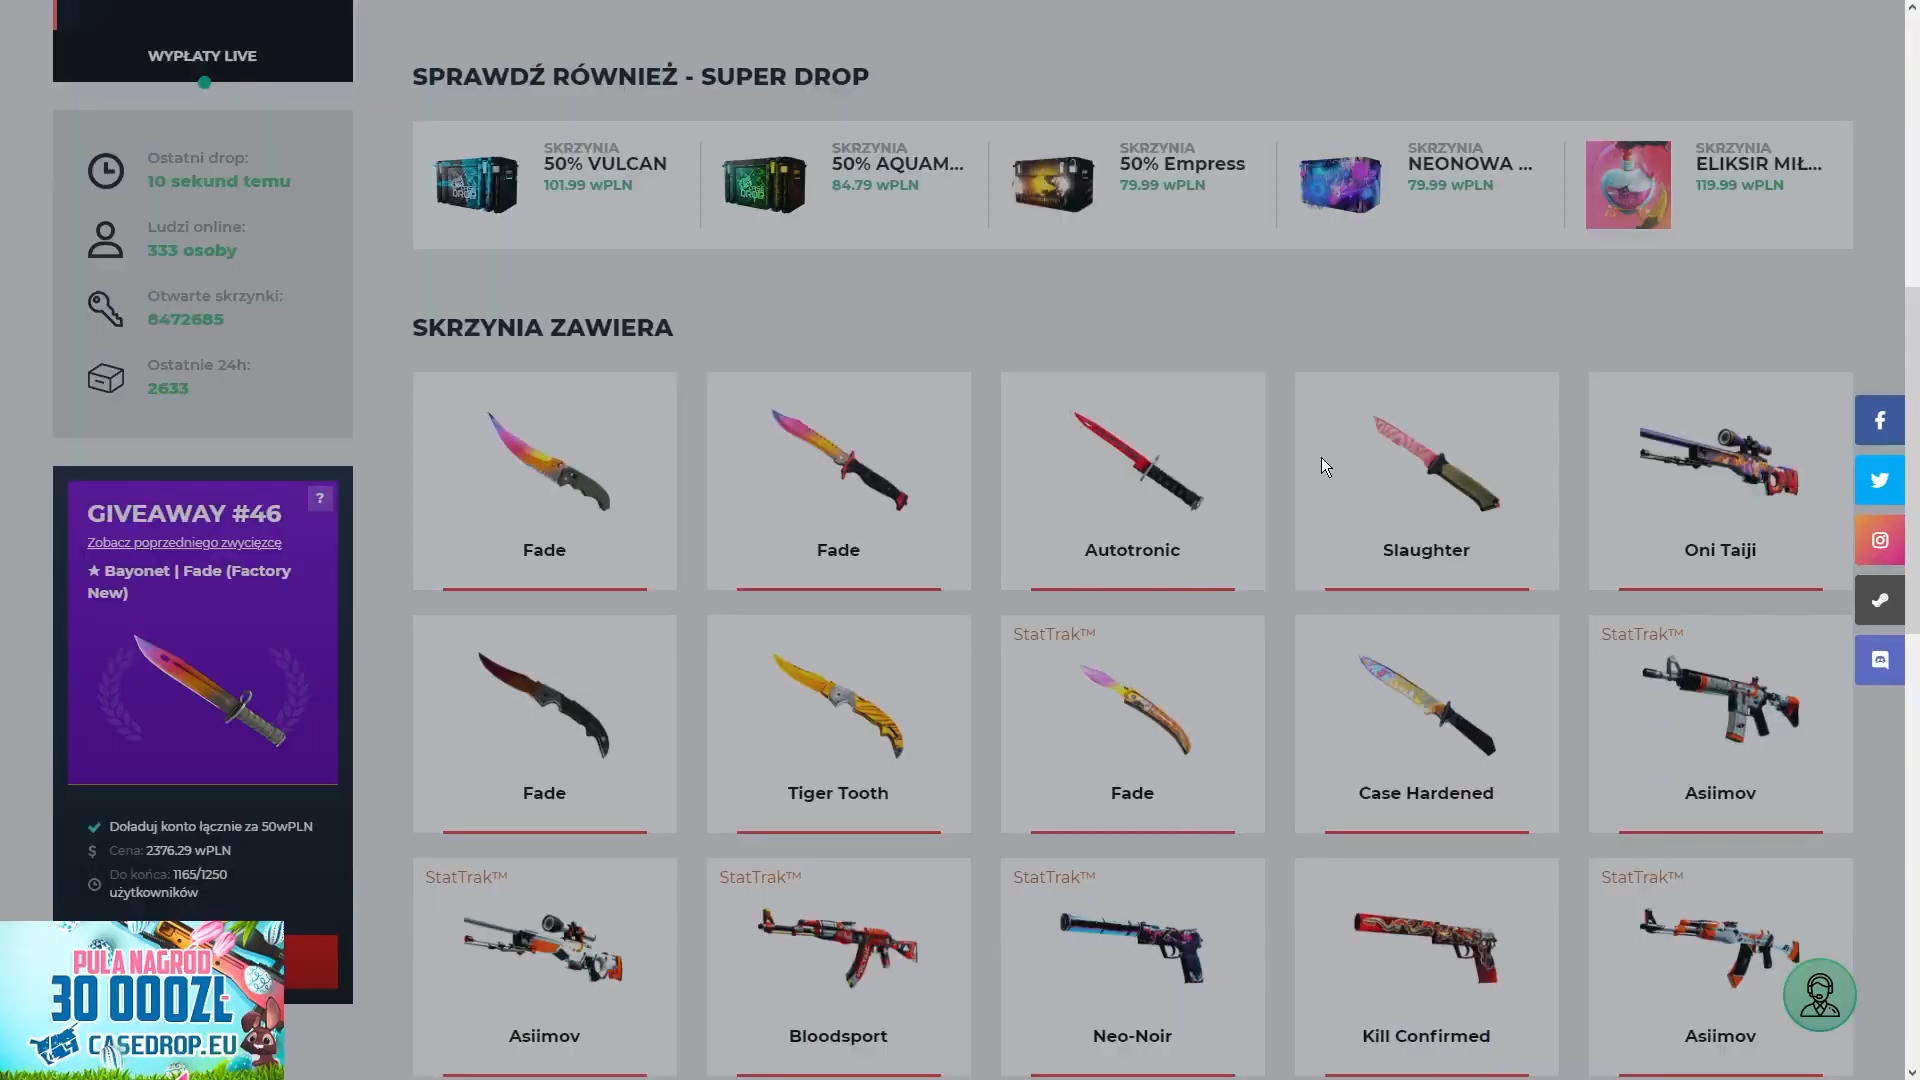 WYPŁATY LIVE
Ostatni drop:
10 sekund temu
Ludzi online:
333 osoby
Otwarte skrzynki:
8472685
Ostatnie 24h:
2633
GIVEAWAY #46
?
Zobacz poprzedniego zwycięzcę
★ Bayonet | Fade (Factory
New)
Doładuj konto łącznie za 50wPLN
Cena: 2376.29 wPLN
Do końca: 1165/1250
użytkowników
PULA NAGRÓD
30 000ZŁ
CASEDROP.EU
SPRAWDŹ RÓWNIEŻ - SUPER DROP
SKRZYNIA
50% VULCAN
101.99 wPLN
SKRZYNIA
50% AQUAM...
84.79 wPLN
SKRZYNIA
50% Empress
79.99 wPLN
SKRZYNIA
NEONOWA ...
79.99 wPLN
SKRZYNIA
ELIKSIR MIŁ...
119.99 wPLN
SKRZYNIA ZAWIERA
Fade
Fade
Autotronic
Slaughter
Oni Taiji
Fade
Tiger Tooth
StatTrak™
Fade
Case Hardened
StatTrak™
Asiimov
StatTrak™
Asiimov
StatTrak™
Bloodsport
StatTrak™
Neo-Noir
Kill Confirmed
StatTrak™
Asiimov